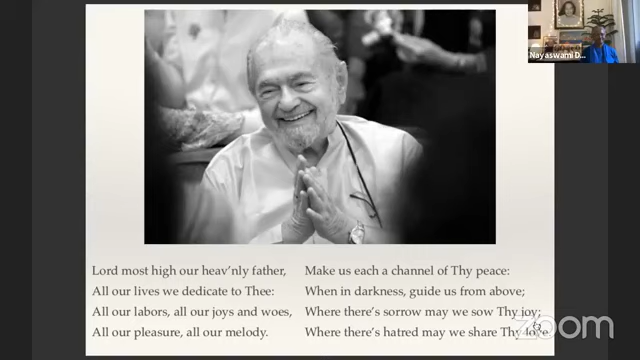 Nayaswami D...
Lord most high our heav'nly father,
All our lives we dedicate to Thee:
All our labors, all our joys and woes,
All our pleasure, all our melody.
Make us each a channel of Thy peace:
When in darkness, guide us from above;
Where there's sorrow may we sow Thy joy;
Where there's hatred may we share Thy love.
zoom